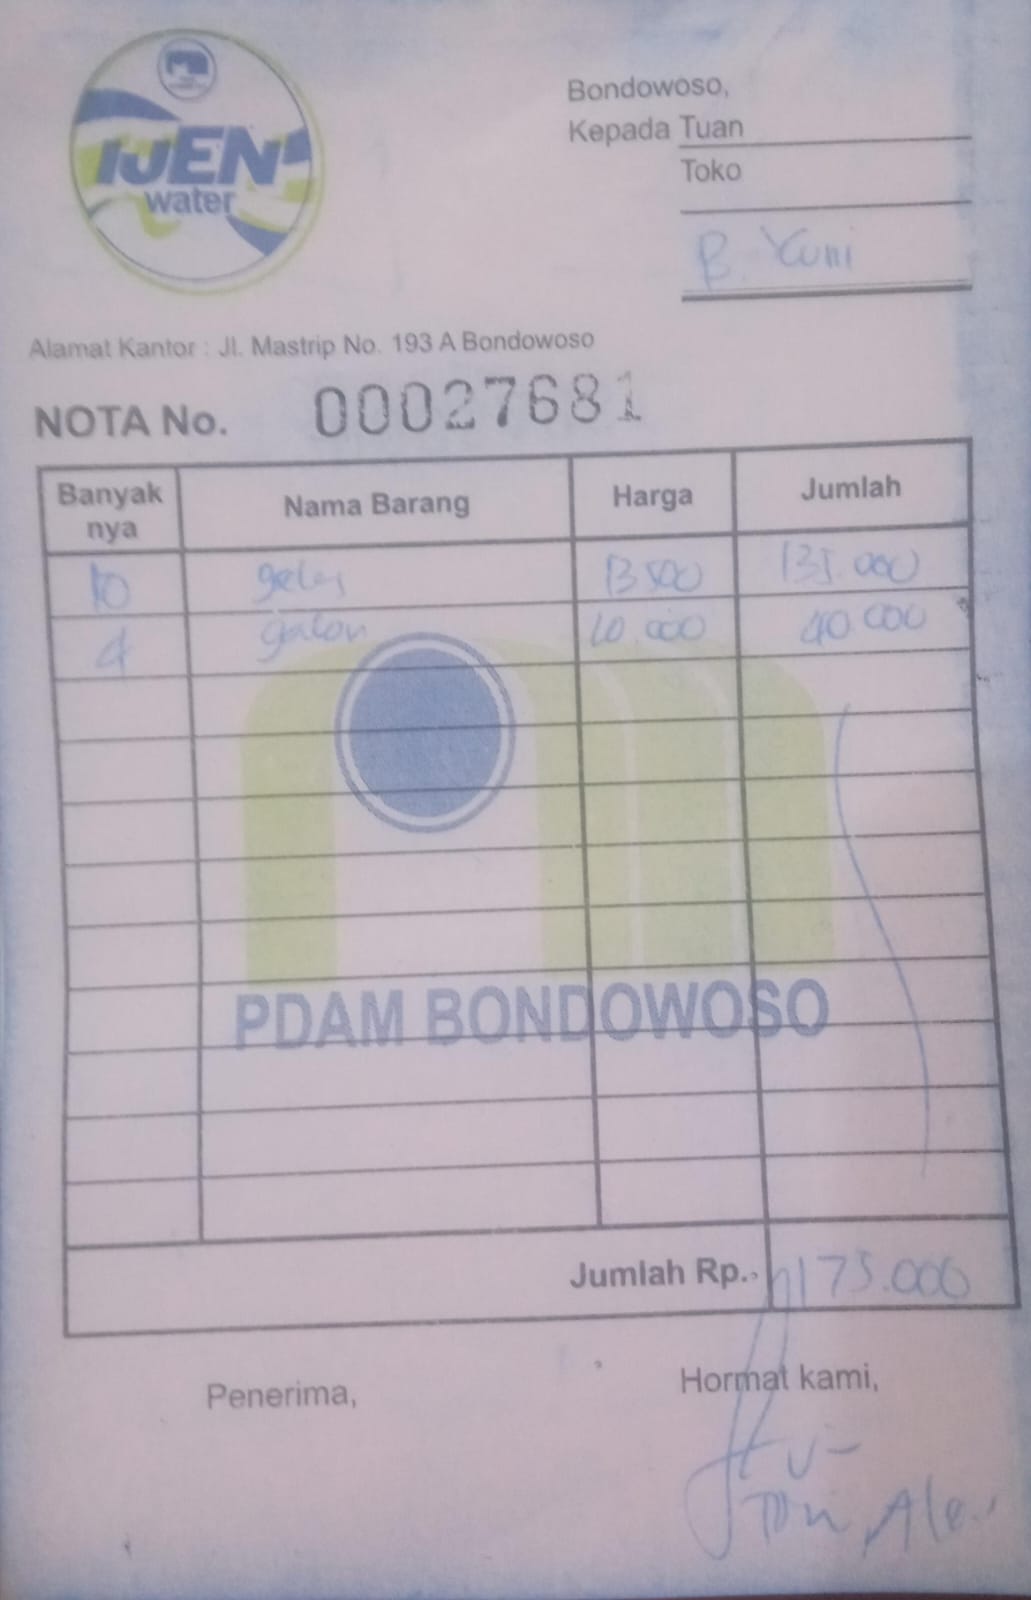 IJEN
water
Bondowoso,
Kepada Tuan
Toko
B. Yuni
Alamat Kantor : Jl. Mastrip No. 193 A Bondowoso
NOTA No. 00027681
Banyak nya Nama Barang Harga Jumlah
10 gelas 13 500 135.000
4 galon 10.000 40 000
PDAM BONDOWOSO
Jumlah Rp. 175.000
Penerima, Hormat kami,